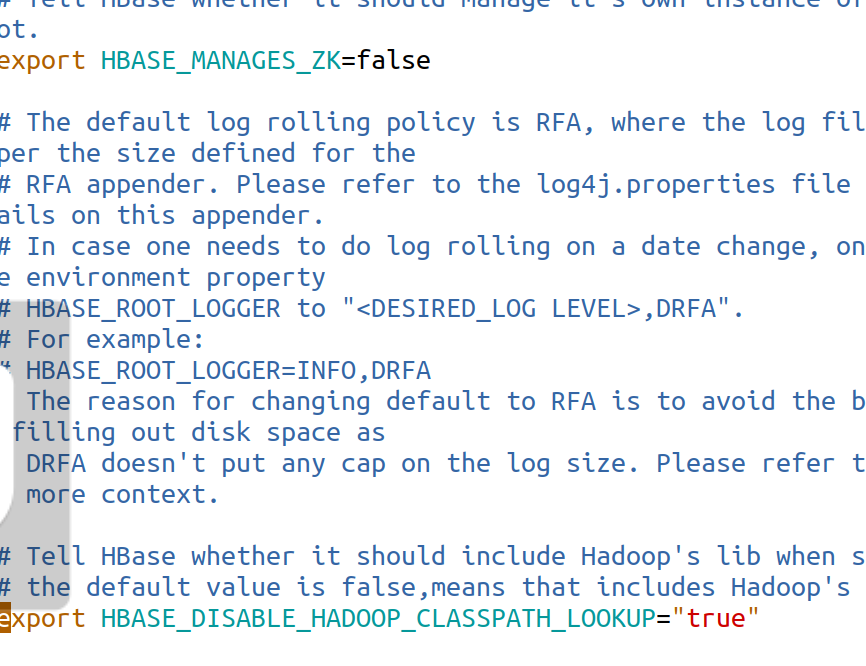 # Tell HBase whether it should manage it's own instance of
ot.
export HBASE_MANAGES_ZK=false
# The default log rolling policy is RFA, where the log fil
per the size defined for the
# RFA appender. Please refer to the log4j.properties file
ails on this appender.
# In case one needs to do log rolling on a date change, on
e environment property
# HBASE_ROOT_LOGGER to "<DESIRED_LOG LEVEL>,DRFA".
# For example:
# HBASE_ROOT_LOGGER=INFO,DRFA
The reason for changing default to RFA is to avoid the b
filling out disk space as
DRFA doesn't put any cap on the log size. Please refer t
more context.
# Tell HBase whether it should include Hadoop's lib when s
# the default value is false,means that includes Hadoop's
export HBASE_DISABLE_HADOOP_CLASSPATH_LOOKUP="true"